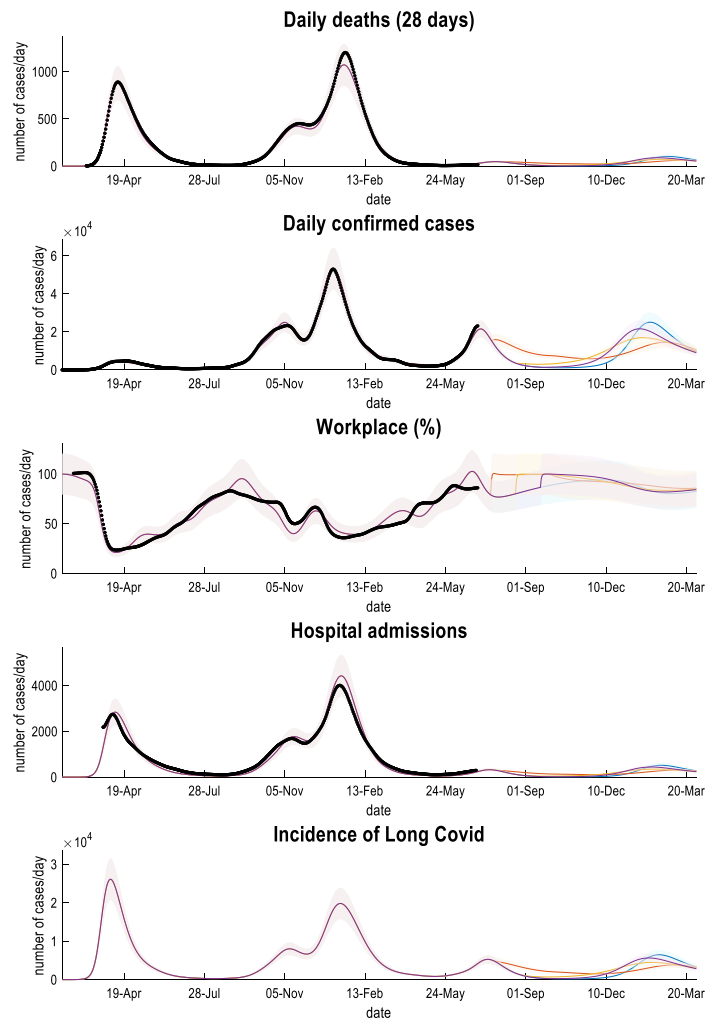 Daily deaths (28 days)
number of cases/day
1000
500
0
19-Apr 28-Jul 05-Nov 13-Feb 24-May 01-Sep 10-Dec 20-Mar
date
Daily confirmed cases
×10^4
number of cases/day
6
4
2
0
19-Apr 28-Jul 05-Nov 13-Feb 24-May 01-Sep 10-Dec 20-Mar
date
Workplace (%)
number of cases/day
100
50
0
19-Apr 28-Jul 05-Nov 13-Feb 24-May 01-Sep 10-Dec 20-Mar
date
Hospital admissions
number of cases/day
4000
2000
0
19-Apr 28-Jul 05-Nov 13-Feb 24-May 01-Sep 10-Dec 20-Mar
date
Incidence of Long Covid
×10^4
number of cases/day
3
2
1
0
19-Apr 28-Jul 05-Nov 13-Feb 24-May 01-Sep 10-Dec 20-Mar
date